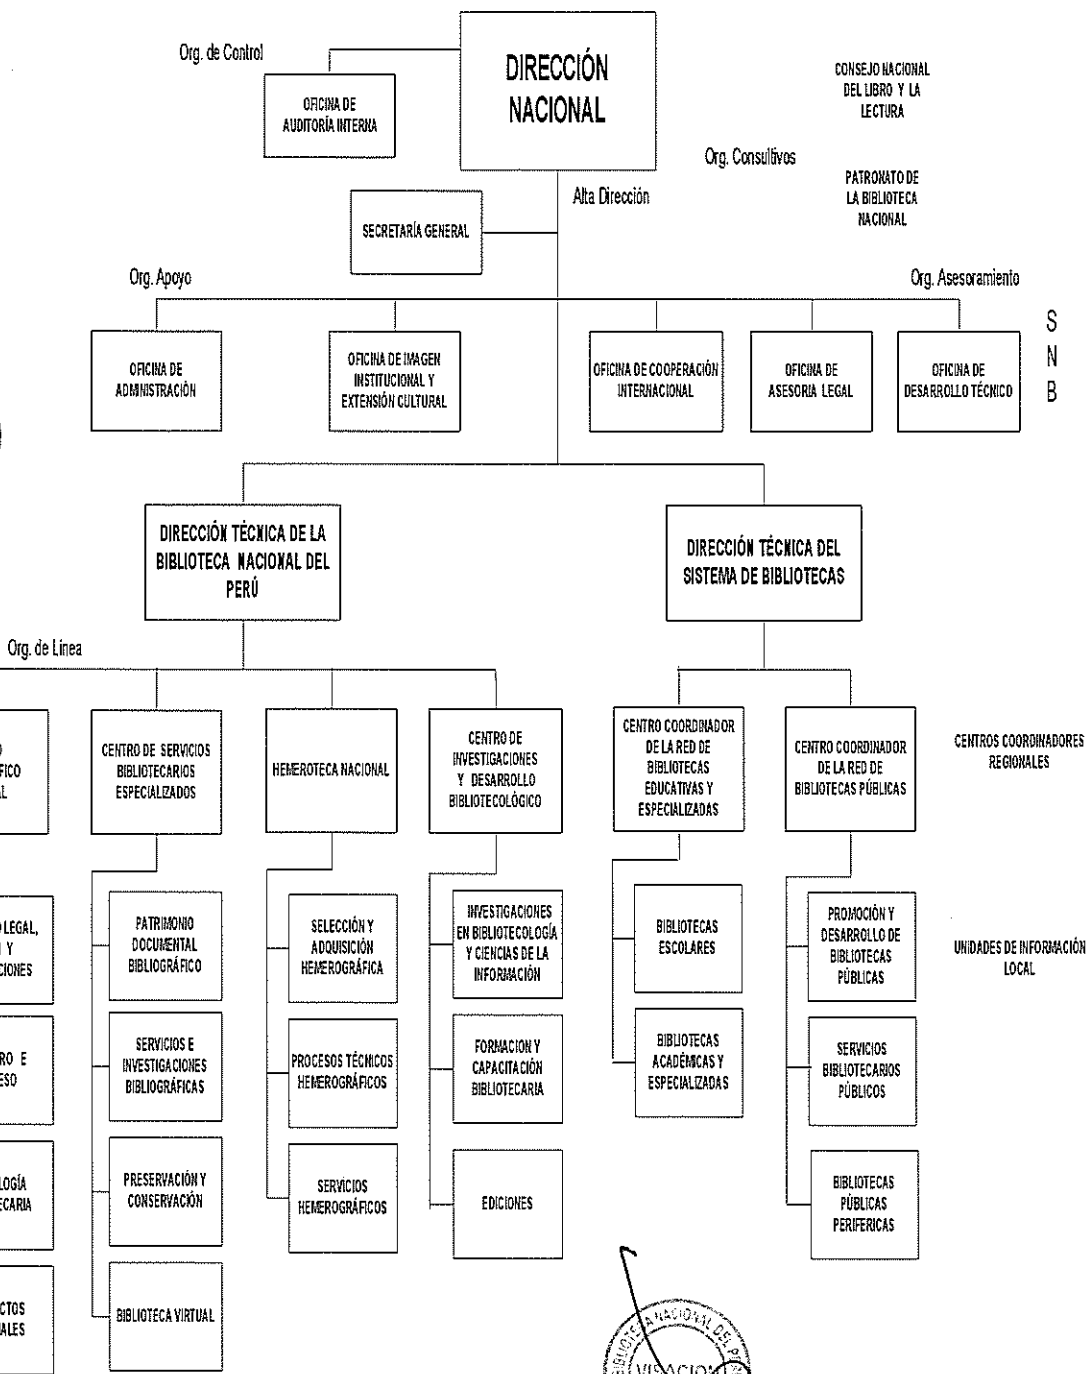 Org. de Control
DIRECCIÓN
NACIONAL
OFICINA DE
AUDITORÍA INTERNA
CONSEJO NACIONAL
DEL LIBRO Y LA
LECTURA
Org. Consultivos
PATRONATO DE
LA BIBLIOTECA
NACIONAL
Alta Dirección
SECRETARÍA GENERAL
Org. Apoyo
Org. Asesoramiento
S
N
B
OFICINA DE
ADMINISTRACIÓN
OFICINA DE IMAGEN
INSTITUCIONAL Y
EXTENSIÓN CULTURAL
OFICINA DE COOPERACIÓN
INTERNACIONAL
OFICINA DE
ASESORIA LEGAL
OFICINA DE
DESARROLLO TÉCNICO
DIRECCIÓN TÉCNICA DE LA
BIBLIOTECA NACIONAL DEL
PERÚ
DIRECCIÓN TÉCNICA DEL
SISTEMA DE BIBLIOTECAS
Org. de Línea
CENTRO DE SERVICIOS
BIBLIOTECARIOS
ESPECIALIZADOS
HEMEROTECA NACIONAL
CENTRO DE
INVESTIGACIONES
Y DESARROLLO
BIBLIOTECOLÓGICO
CENTRO COORDINADOR
DE LA RED DE
BIBLIOTECAS
EDUCATIVAS Y
ESPECIALIZADAS
CENTRO COORDINADOR
DE LA RED DE
BIBLIOTECAS PÚBLICAS
CENTROS COORDINADORES
REGIONALES
LEGAL,
Y
PATRIMONIO
DOCUMENTAL
BIBLIOGRÁFICO
SELECCIÓN Y
ADQUISICIÓN
HEMEROGRÁFICA
INVESTIGACIONES
EN BIBLIOTECOLOGÍA
Y CIENCIAS DE LA
INFORMACIÓN
BIBLIOTECAS
ESCOLARES
PROMOCIÓN Y
DESARROLLO DE
BIBLIOTECAS
PÚBLICAS
UNIDADES DE INFORMACIÓN
LOCAL
E
SERVICIOS E
INVESTIGACIONES
BIBLIOGRÁFICAS
PROCESOS TÉCNICOS
HEMEROGRÁFICOS
FORMACION Y
CAPACITACIÓN
BIBLIOTECARIA
BIBLIOTECAS
ACADÉMICAS Y
ESPECIALIZADAS
SERVICIOS
BIBLIOTECARIOS
PÚBLICOS
PRESERVACIÓN Y
CONSERVACIÓN
SERVICIOS
HEMEROGRÁFICOS
EDICIONES
BIBLIOTECAS
PÚBLICAS
PERIFERICAS
BIBLIOTECA VIRTUAL
BIBLIOTECA NACIONAL DEL
VISACION